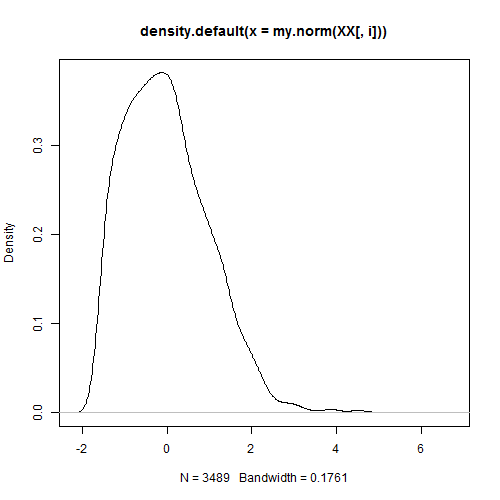 density.default(x = my.norm(XX[, i]))
Density
0.3
0.2
0.1
0.0
-2 0 2 4 6
N = 3489 Bandwidth = 0.1761